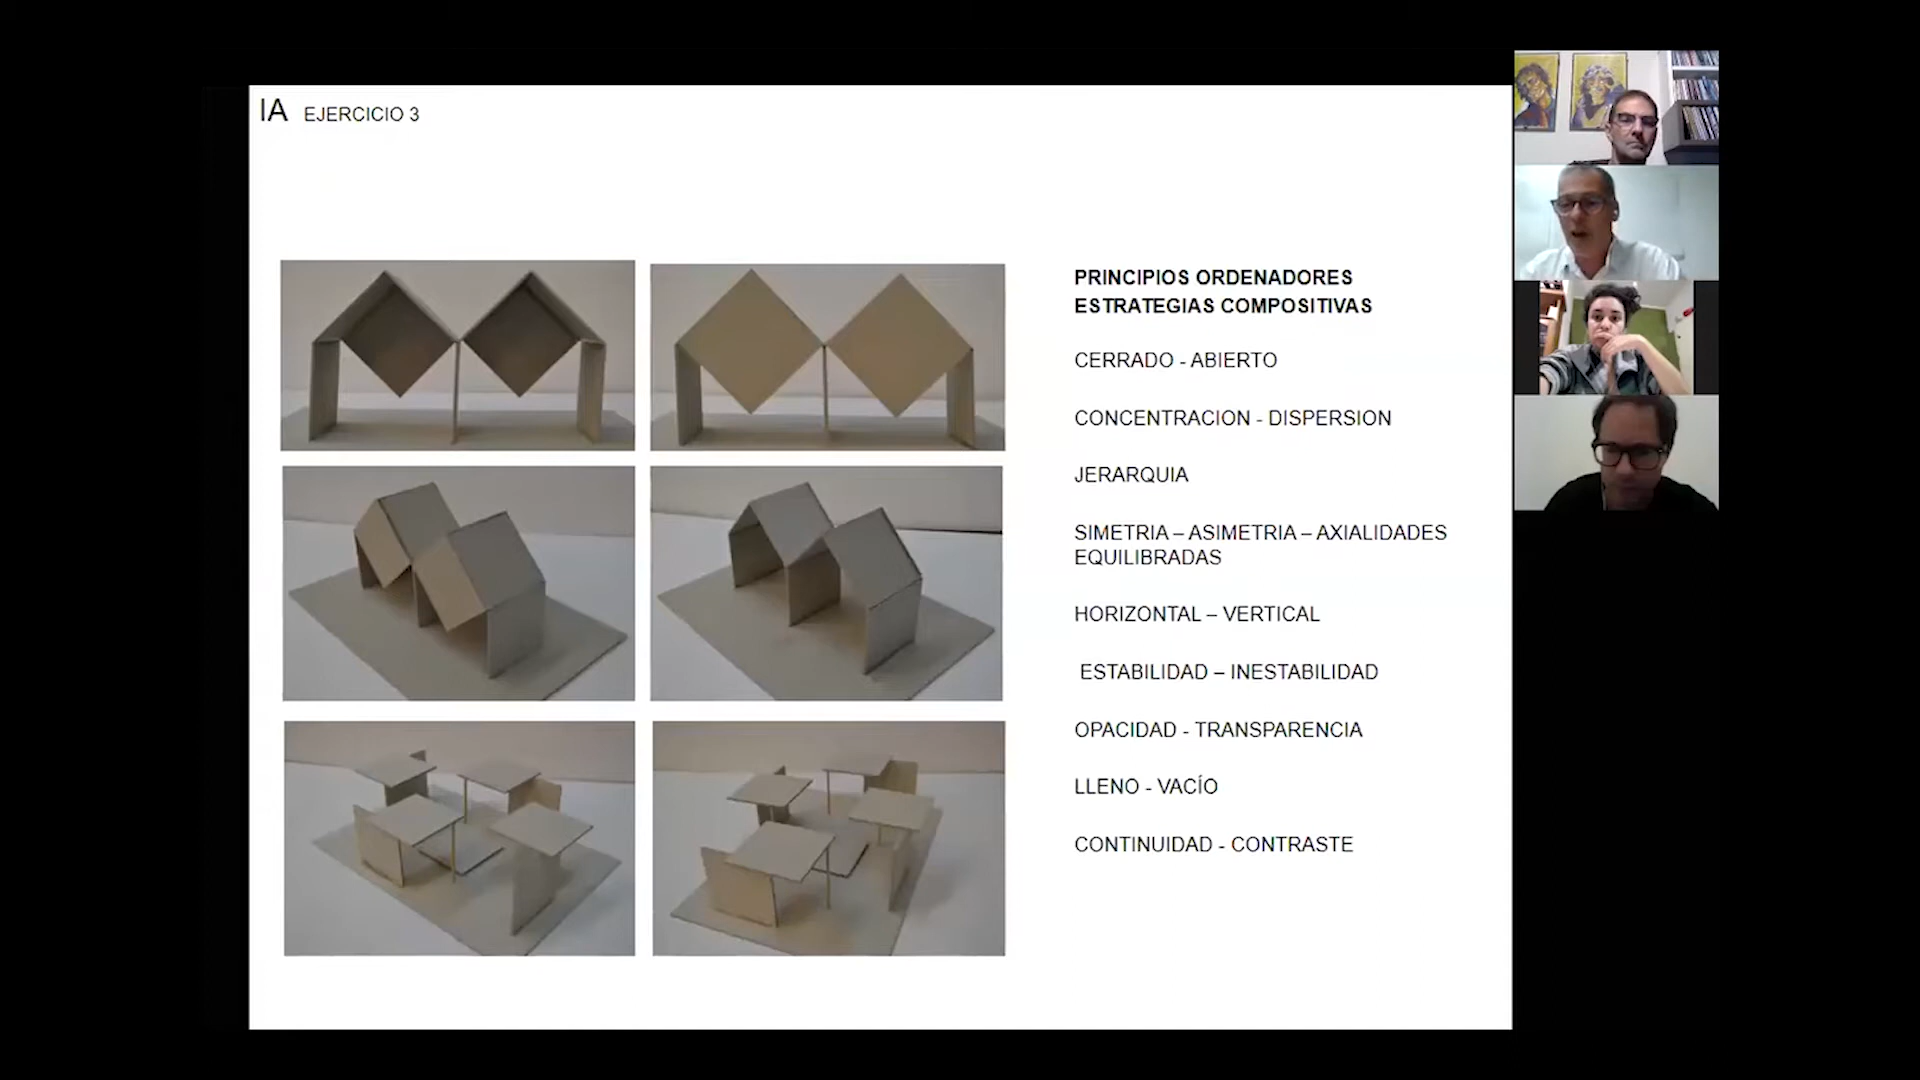 IA EJERCICIO 3
PRINCIPIOS ORDENADORES
ESTRATEGIAS COMPOSITIVAS
CERRADO - ABIERTO
CONCENTRACION - DISPERSION
JERARQUIA
SIMETRIA – ASIMETRIA – AXIALIDADES
EQUILIBRADAS
HORIZONTAL – VERTICAL
ESTABILIDAD – INESTABILIDAD
OPACIDAD - TRANSPARENCIA
LLENO - VACÍO
CONTINUIDAD - CONTRASTE